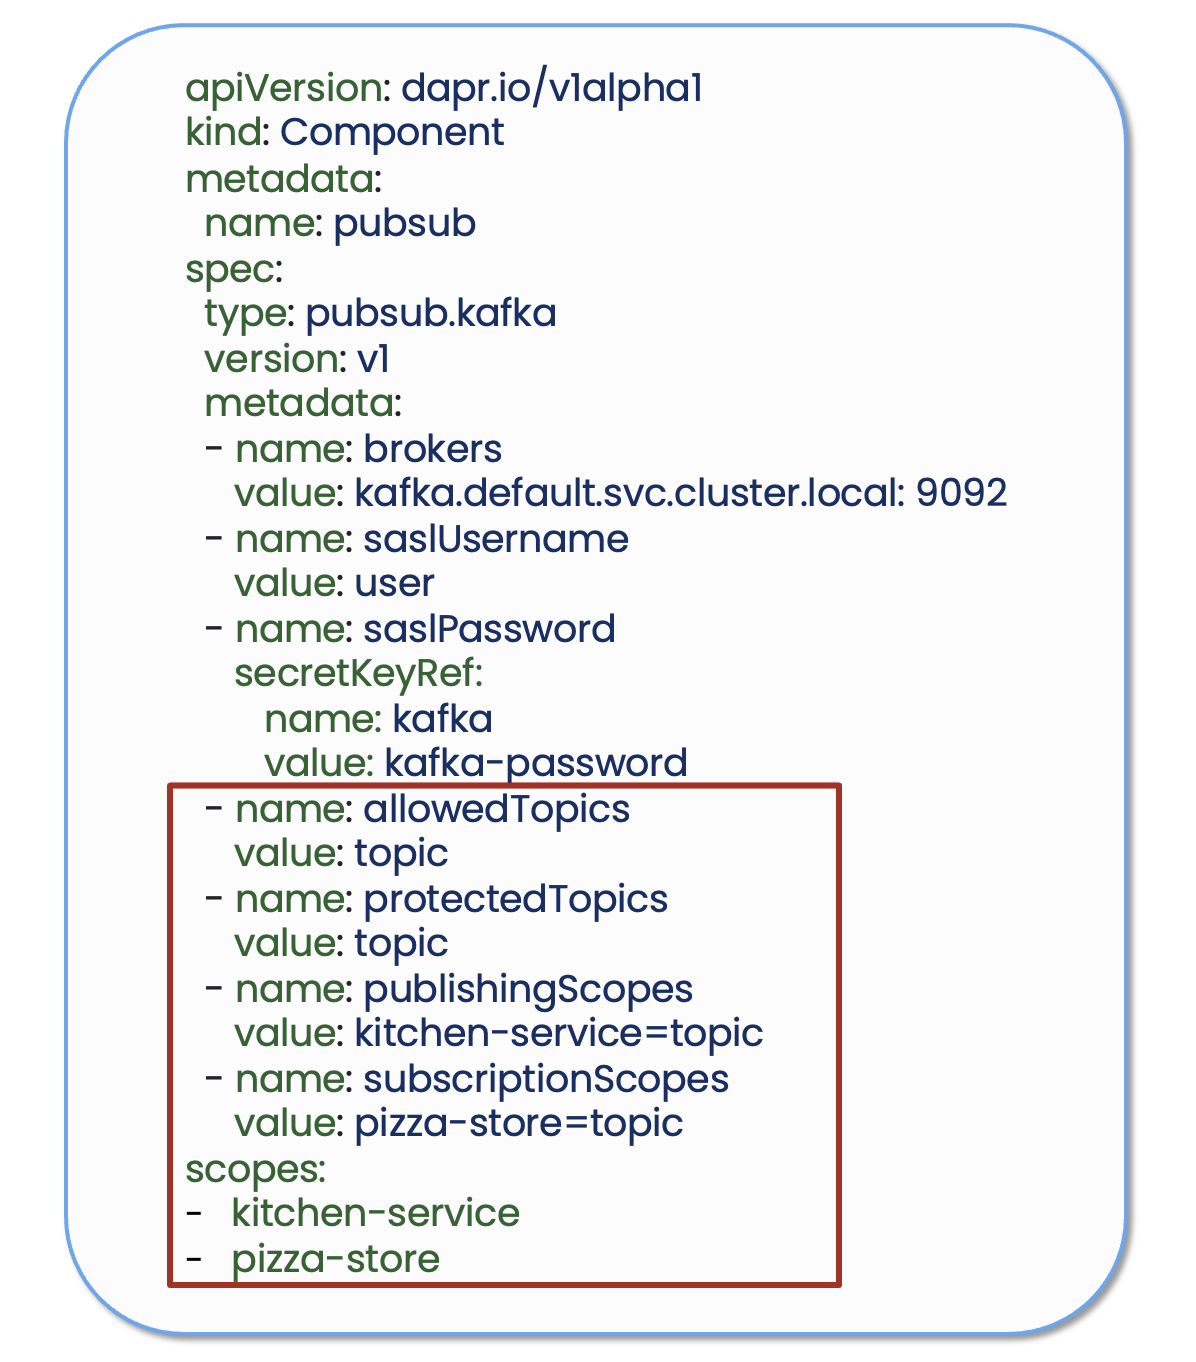 apiVersion: dapr.io/v1alpha1
kind: Component
metadata:
  name: pubsub
spec:
  type: pubsub.kafka
  version: v1
  metadata:
  - name: brokers
    value: kafka.default.svc.cluster.local: 9092
  - name: saslUsername
    value: user
  - name: saslPassword
    secretKeyRef:
      name: kafka
      value: kafka-password
  - name: allowedTopics
    value: topic
  - name: protectedTopics
    value: topic
  - name: publishingScopes
    value: kitchen-service=topic
  - name: subscriptionScopes
    value: pizza-store=topic
scopes:
- kitchen-service
- pizza-store